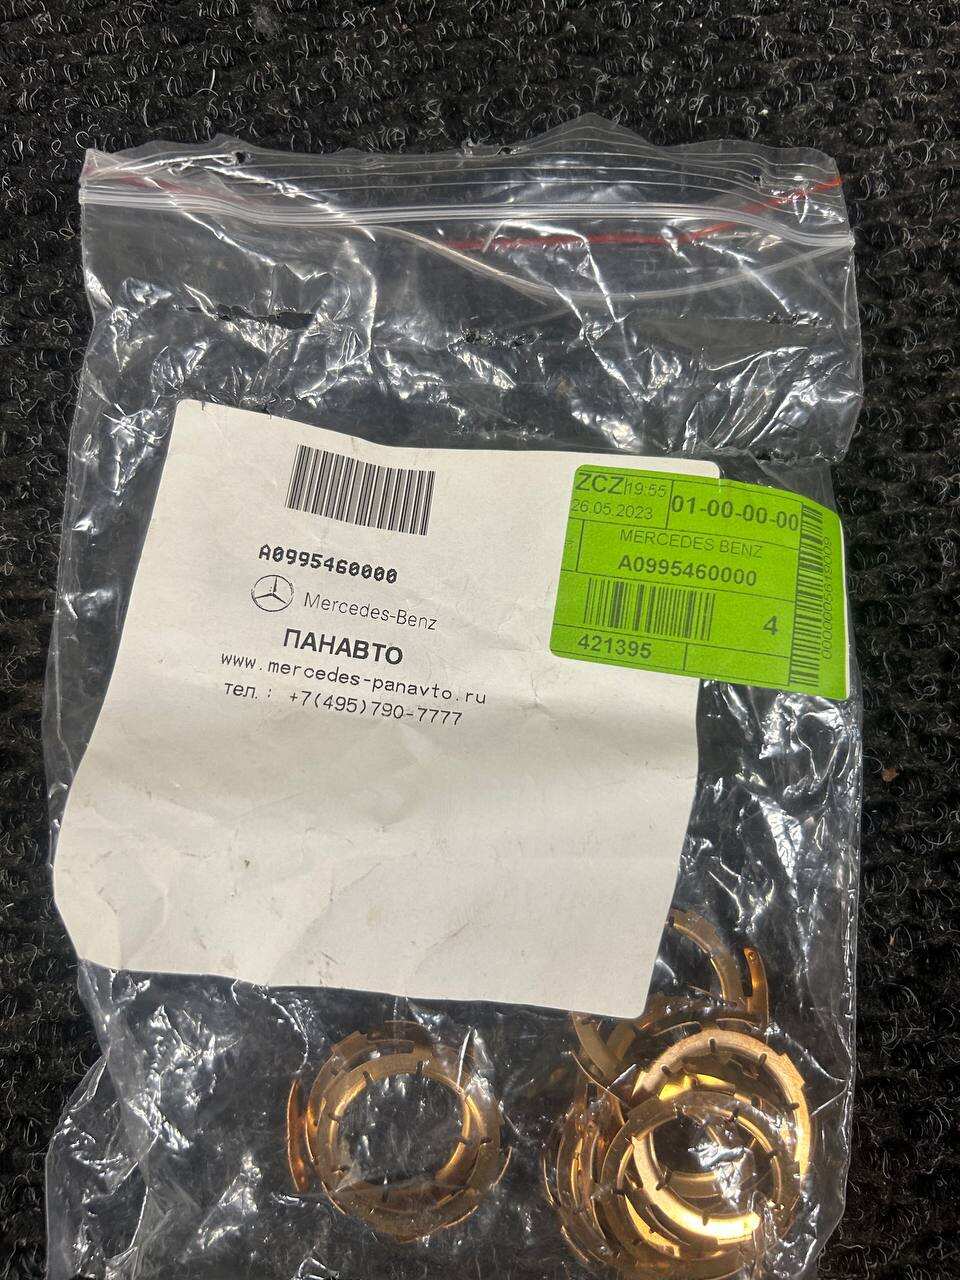 A0995460000
Mercedes-Benz
ПАНАВТО
www.mercedes-panavto.ru
тел.: +7(495)790-7777
ZCZ 19:55 01-00-00-00
26.05.2023
MERCEDES BENZ
A0995460000
4
421395